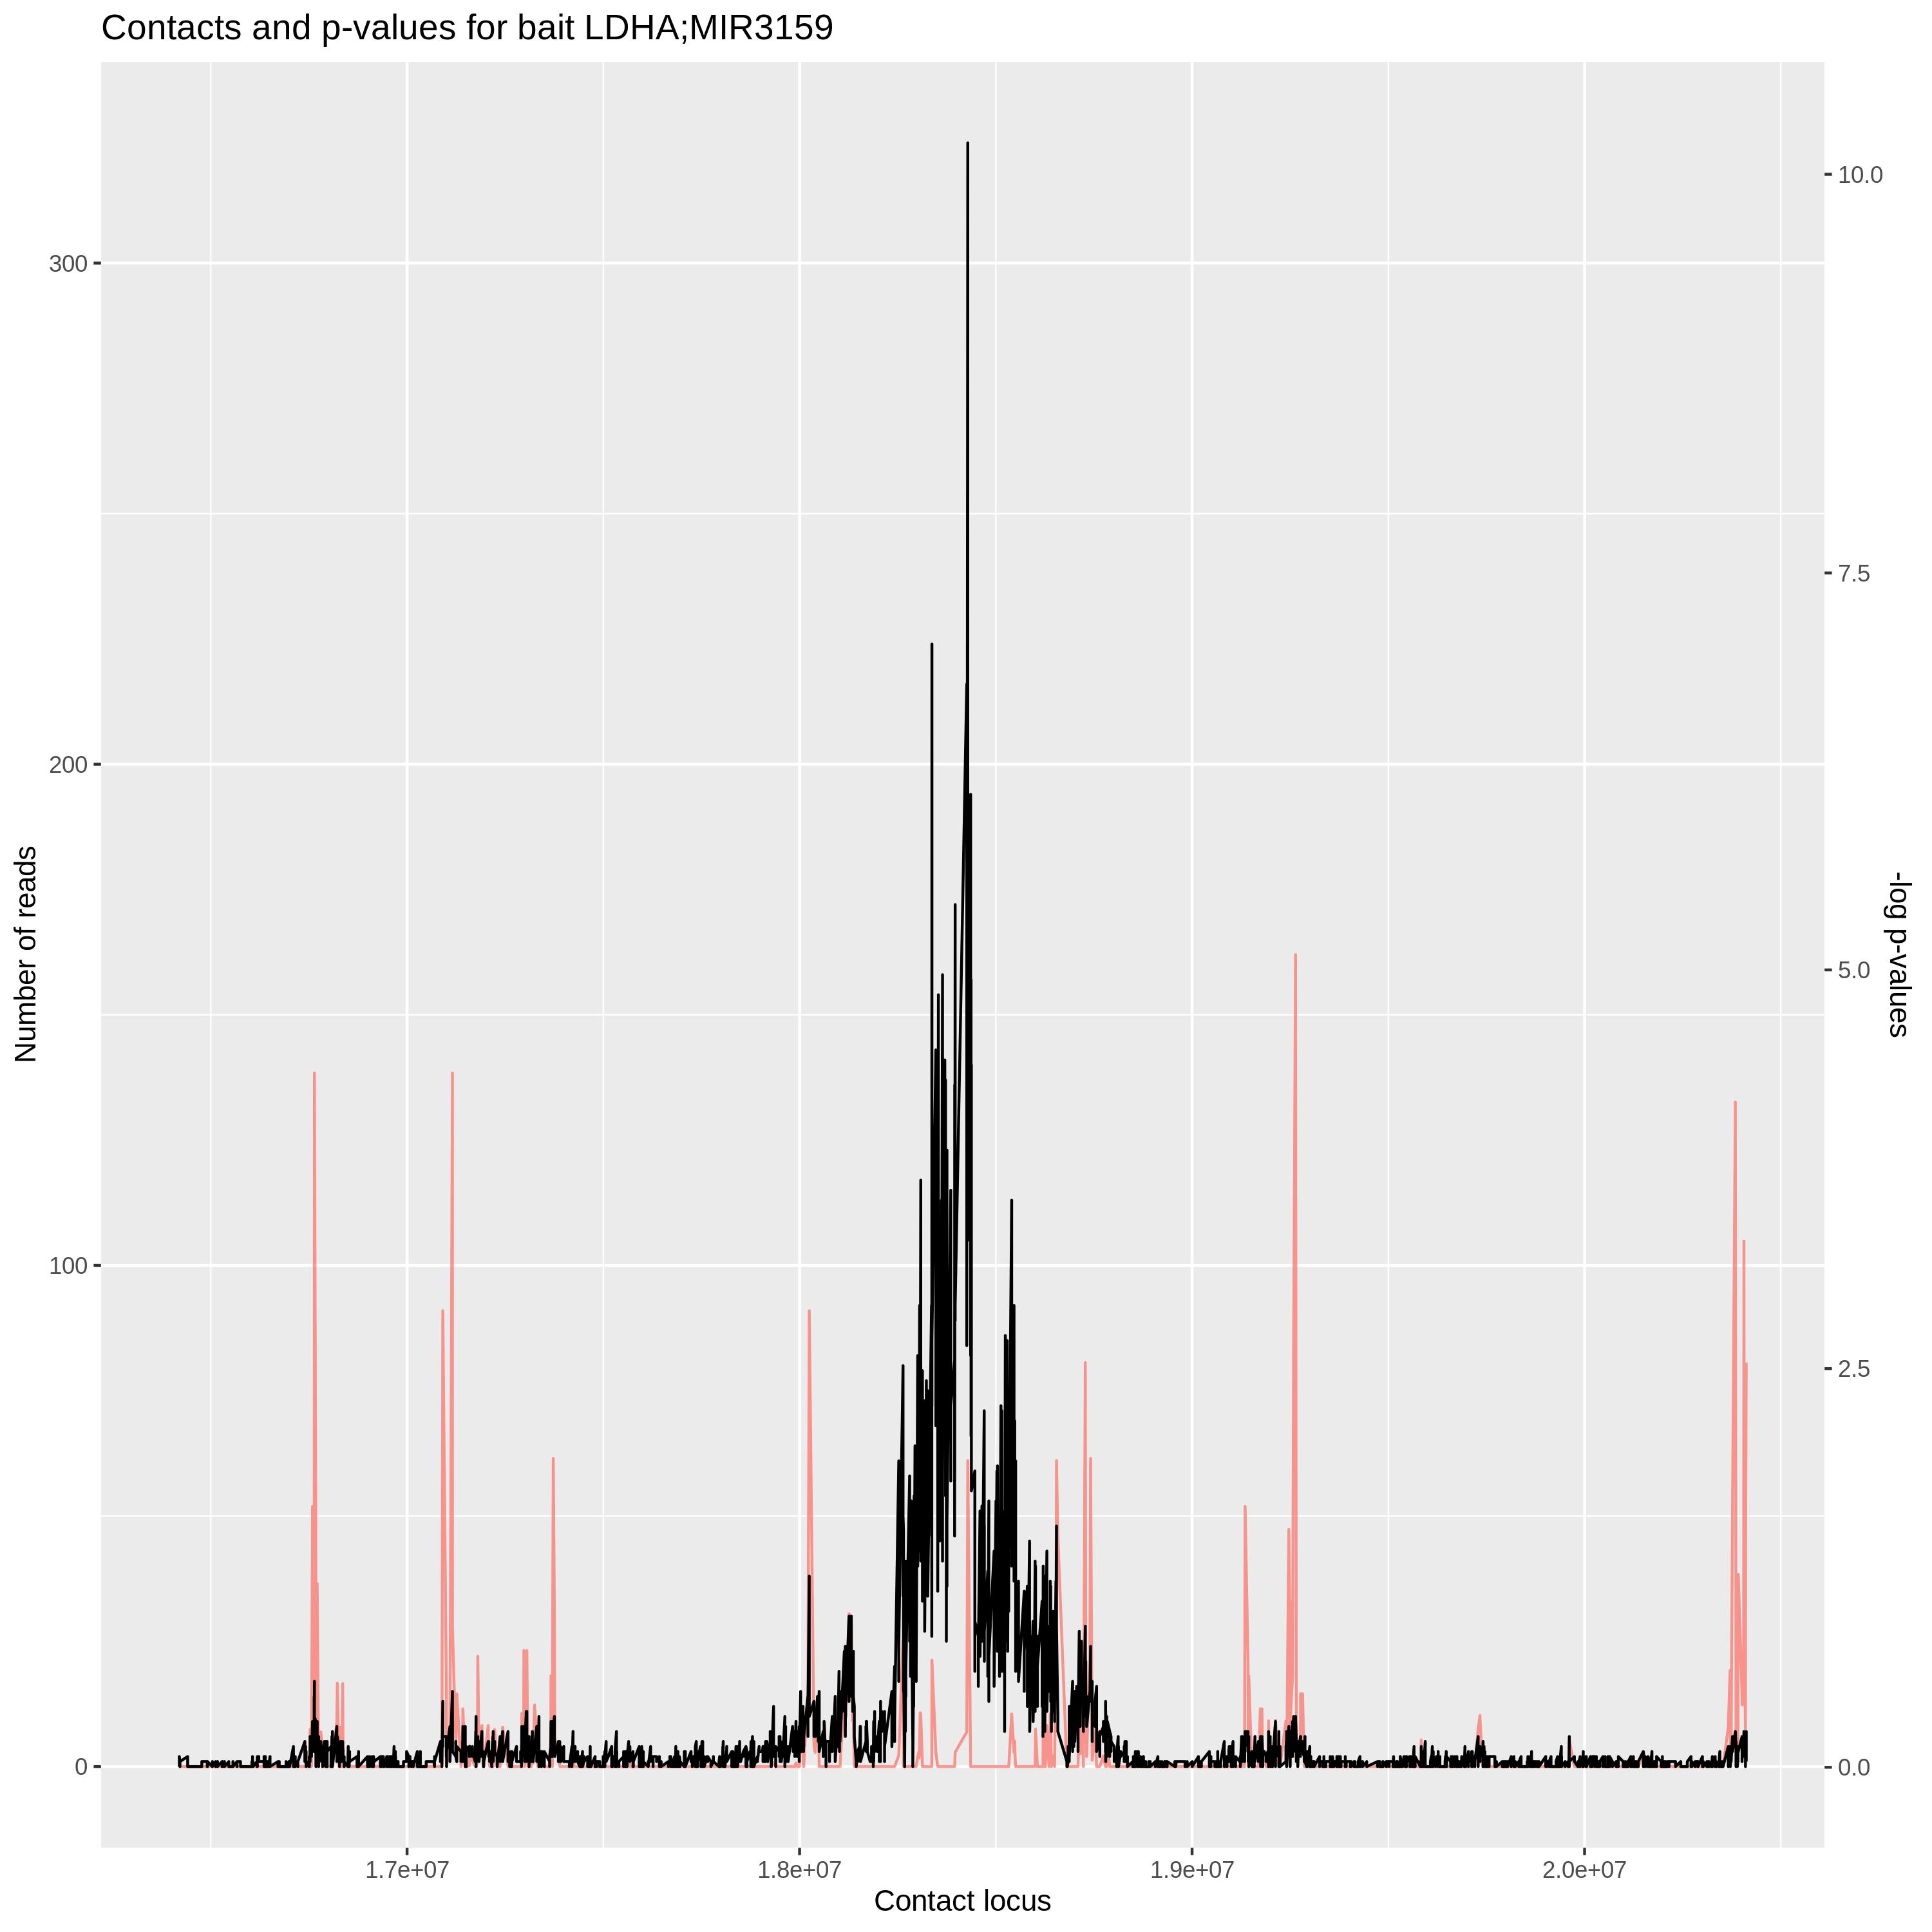 Contacts and p-values for bait LDHA;MIR3159
300
200
100
0
Number of reads
10.0
7.5
5.0
2.5
0.0
-log p-values
1.7e+07
1.8e+07
1.9e+07
2.0e+07
Contact locus